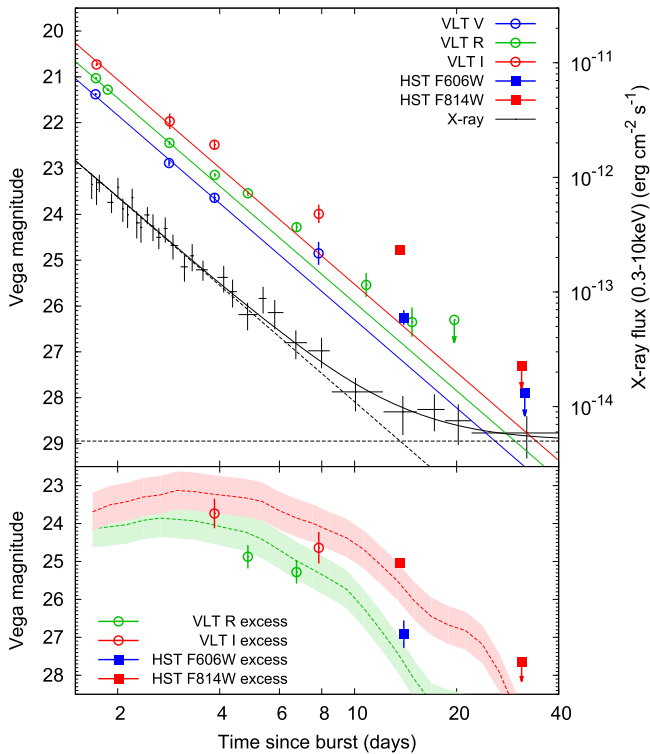 VLT V
VLT R
VLT I
HST F606W
HST F814W
X-ray
20
21
22
23
24
25
26
27
28
29
Vega magnitude
10⁻¹¹
10⁻¹²
10⁻¹³
10⁻¹⁴
X-ray flux (0.3-10keV) (erg cm⁻² s⁻¹)
23
24
25
26
27
28
Vega magnitude
VLT R excess
VLT I excess
HST F606W excess
HST F814W excess
2 4 6 8 10 20 40
Time since burst (days)